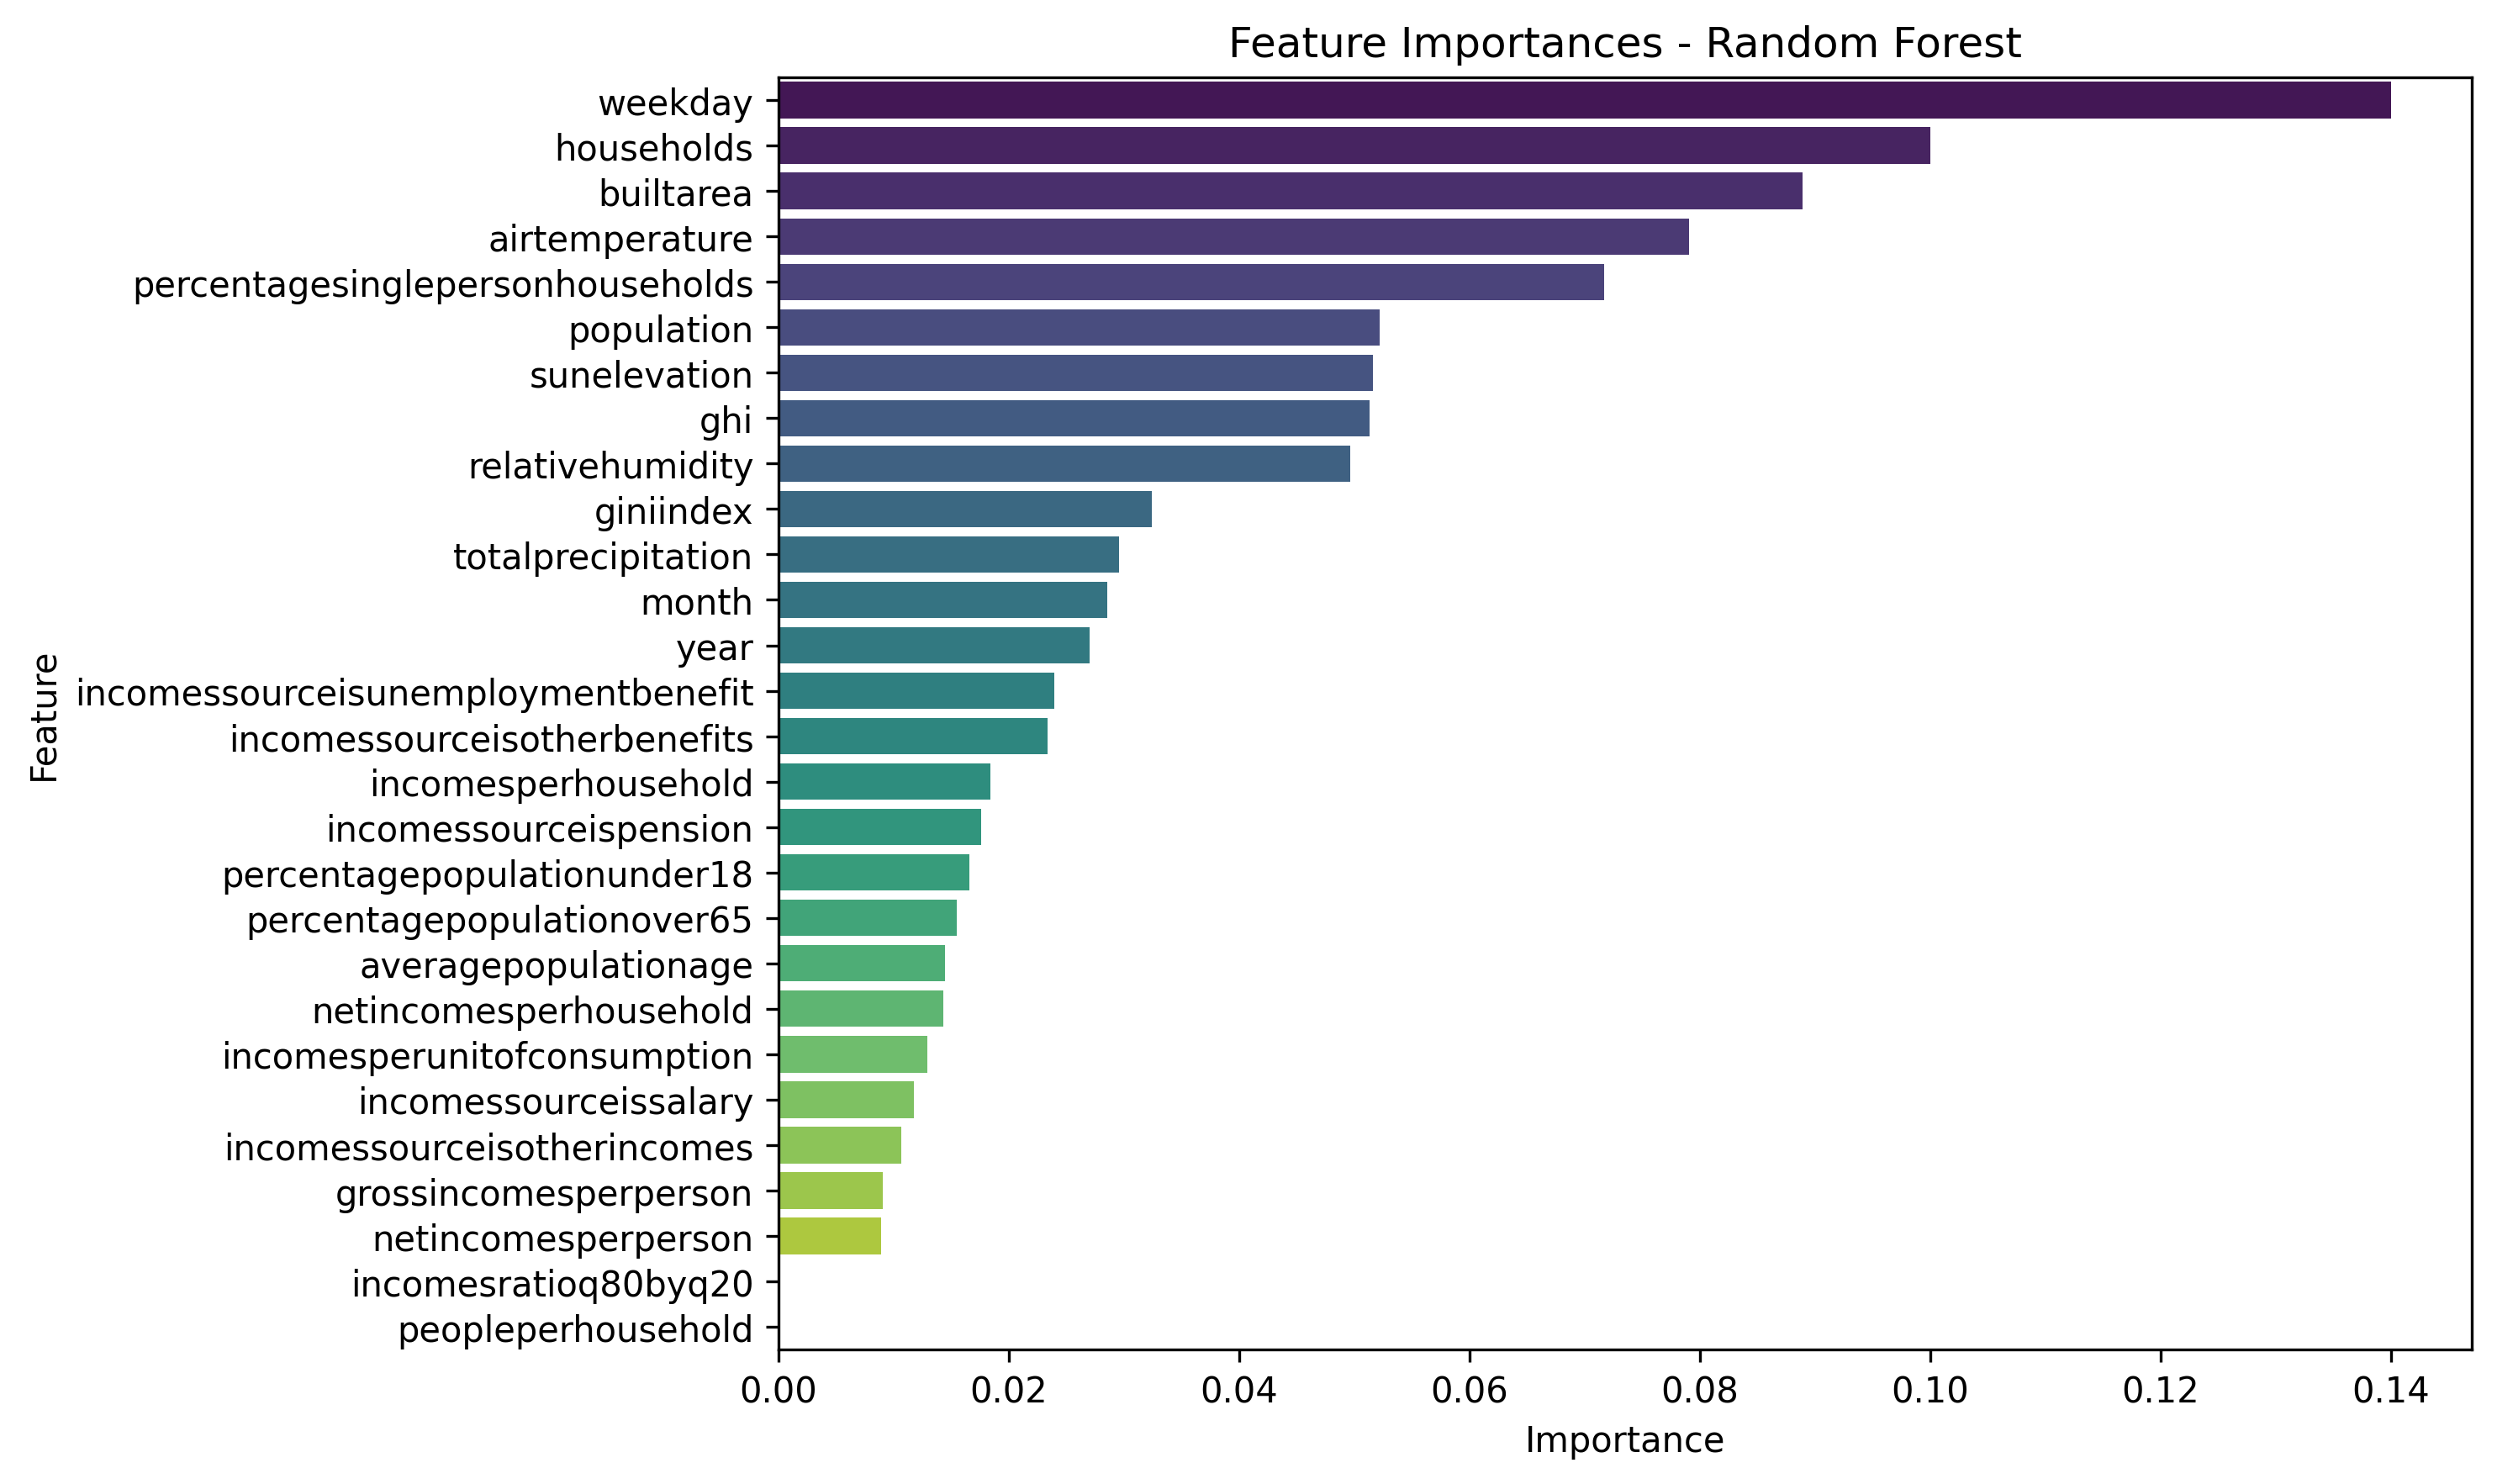 Feature Importances - Random Forest
weekday
households
builtarea
airtemperature
percentagesinglepersonhouseholds
population
sunelevation
ghi
relativehumidity
giniindex
totalprecipitation
month
year
incomessourceisunemploymentbenefit
incomessourceisotherbenefits
incomesperhousehold
incomessourceispension
percentagepopulationunder18
percentagepopulationover65
averagepopulationage
netincomesperhousehold
incomesperunitofconsumption
incomessourceissalary
incomessourceisotherincomes
grossincomesperperson
netincomesperperson
incomesratioq80byq20
peopleperhousehold
Feature
0.00 0.02 0.04 0.06 0.08 0.10 0.12 0.14
Importance